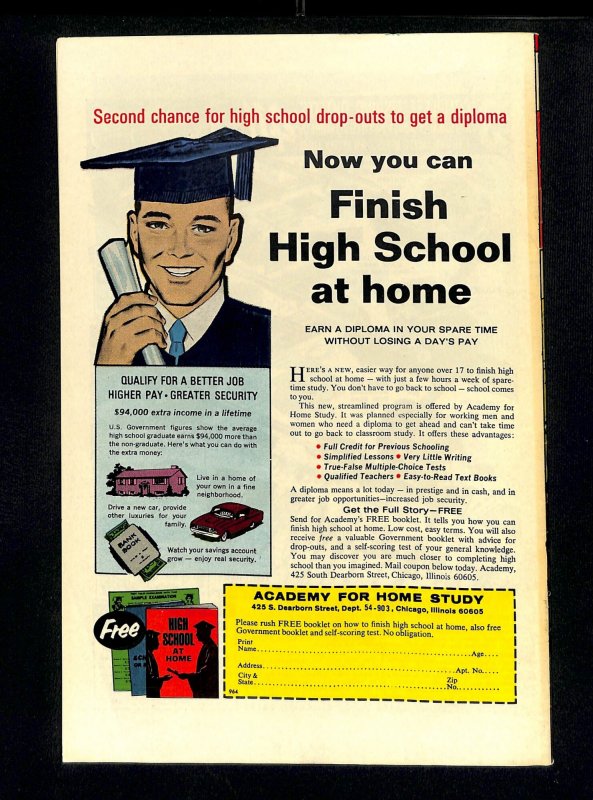 Second chance for high school drop-outs to get a diploma
Now you can
Finish
High School
at home
EARN A DIPLOMA IN YOUR SPARE TIME
WITHOUT LOSING A DAY'S PAY
QUALIFY FOR A BETTER JOB
HIGHER PAY • GREATER SECURITY
$94,000 extra income in a lifetime
U.S. Government figures show the average
high school graduate earns $94,000 more than
the non-graduate. Here's what you can do with
the extra money:
Live in a home of
your own in a fine
neighborhood.
Drive a new car, provide
other luxuries for your
family.
BANK
BOOK
Watch your savings account
grow — enjoy real security.
HERE'S A NEW, easier way for anyone over 17 to finish high
school at home — with just a few hours a week of spare-
time study. You don't have to go back to school — school comes
to you.
This new, streamlined program is offered by Academy for
Home Study. It was planned especially for working men and
women who need a diploma to get ahead and can't take time
out to go back to classroom study. It offers these advantages:
• Full Credit for Previous Schooling
• Simplified Lessons • Very Little Writing
• True-False Multiple-Choice Tests
• Qualified Teachers • Easy-to-Read Text Books
A diploma means a lot today — in prestige and in cash, and in
greater job opportunities—increased job security.
Get the Full Story—FREE
Send for Academy's FREE booklet. It tells you how you can
finish high school at home. Low cost, easy terms. You will also
receive free a valuable Government booklet with advice for
drop-outs, and a self-scoring test of your general knowledge.
You may discover you are much closer to completing high
school than you imagined. Mail coupon below today. Academy,
425 South Dearborn Street, Chicago, Illinois 60605.
Free
SAMPLE EXAMINATION
HIGH
SCHOOL
AT
HOME
ACADEMY FOR HOME STUDY
425 S. Dearborn Street, Dept. 54-903, Chicago, Illinois 60605
Please rush FREE booklet on how to finish high school at home, also free
Government booklet and self-scoring test. No obligation.
Print
Name........ Age....
Address........ Apt. No.....
City & Zip
State........ No..........
964